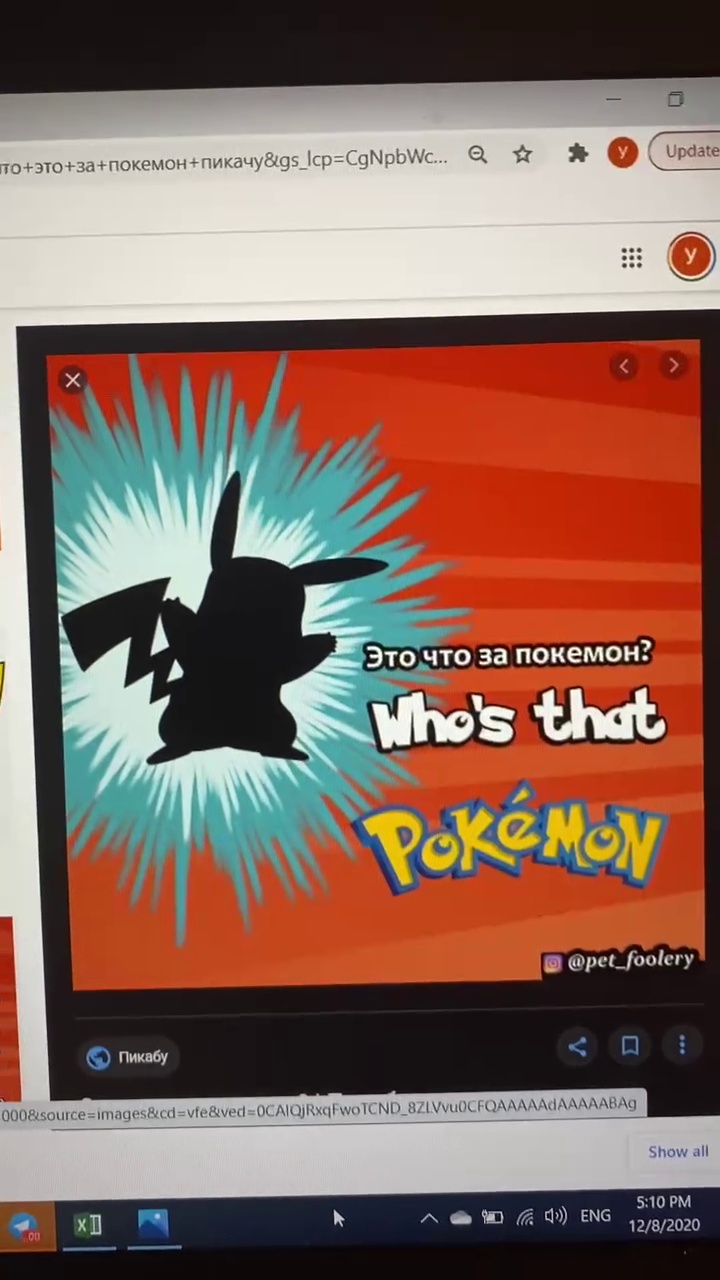 то+это+за+покемон+пикачу&gs_lcp=CgNpbWc...
У
Update
У
Это что за покемон?
Who's that
POKÉMON
@pet_foolery
Пикабу
000&source=images&cd=vfe&ved=0CAIQjRxqFwoTCND_8ZLVvu0CFQAAAAAdAAAAABAg
Show all
.00
ENG
5:10 PM
12/8/2020